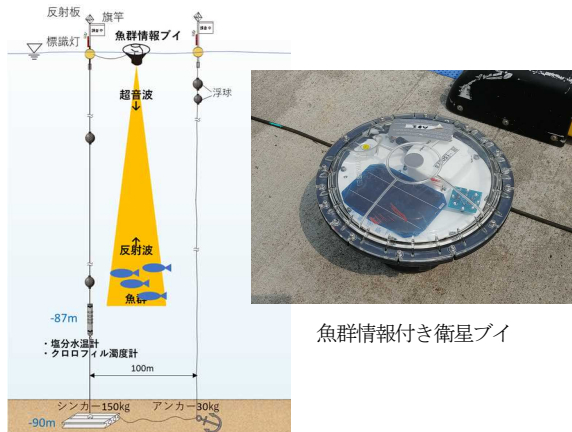 反射板
旗竿
標識灯
魚群情報ブイ
超音波
↓
浮球
↑
反射波
魚群
-87m
・塩分水温計
・クロロフィル濁度計
100m
シンカー150kg
アンカー30kg
-90m
魚群情報付き衛星ブイ